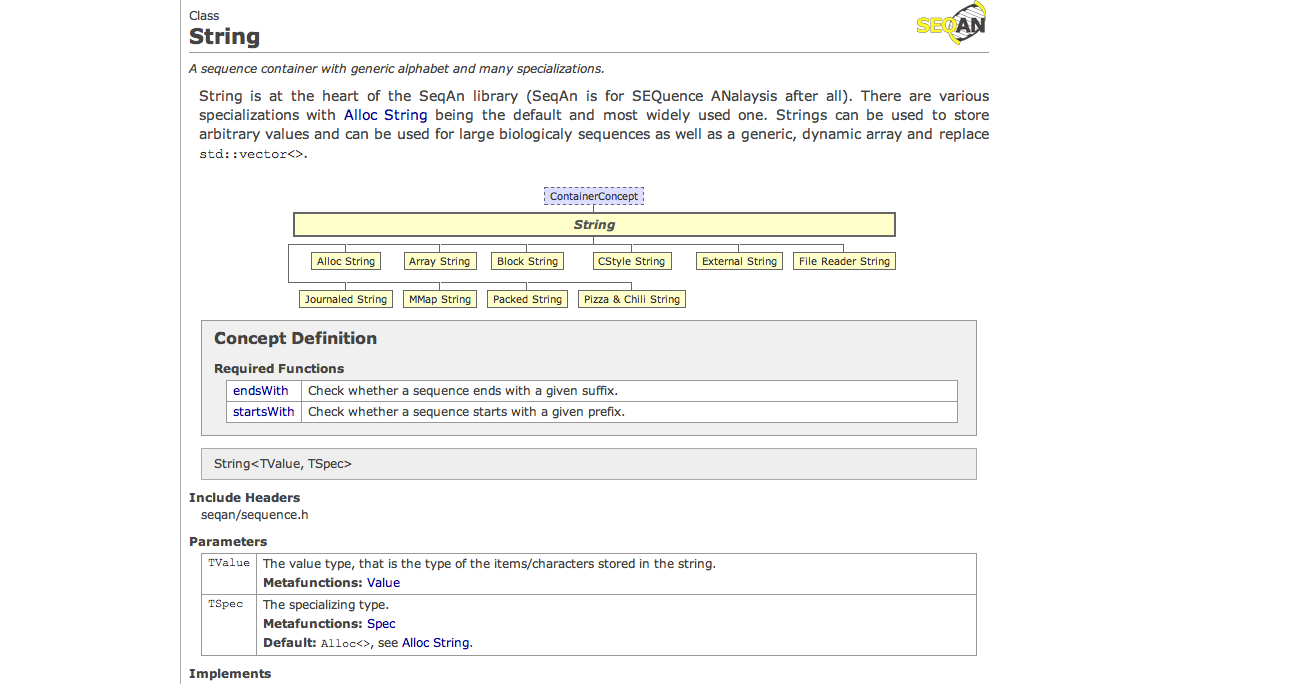 Class
String
SEQAN
A sequence container with generic alphabet and many specializations.
String is at the heart of the SeqAn library (SeqAn is for SEQuence ANalaysis after all). There are various
specializations with Alloc String being the default and most widely used one. Strings can be used to store
arbitrary values and can be used for large biologicaly sequences as well as a generic, dynamic array and replace
std::vector<>.
ContainerConcept
String
Alloc String Array String Block String CStyle String External String File Reader String
Journaled String MMap String Packed String Pizza & Chili String
Concept Definition
Required Functions
endsWith Check whether a sequence ends with a given suffix.
startsWith Check whether a sequence starts with a given prefix.
String<TValue, TSpec>
Include Headers
seqan/sequence.h
Parameters
TValue The value type, that is the type of the items/characters stored in the string.
Metafunctions: Value
TSpec The specializing type.
Metafunctions: Spec
Default: Alloc<>, see Alloc String.
Implements